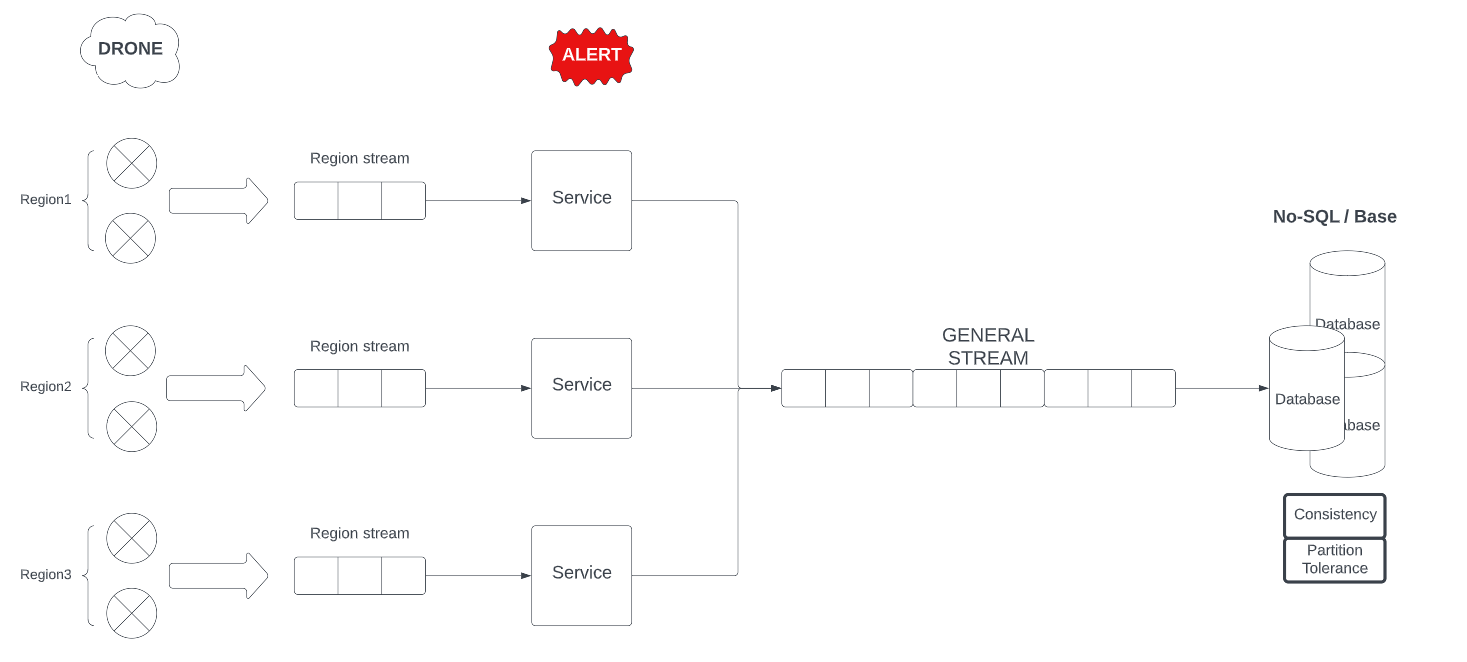 DRONE
ALERT
Region stream
Region1
Service
No-SQL / Base
Database
GENERAL
STREAM
Region stream
Region2
Service
Database
abase
Consistency
Partition
Tolerance
Region stream
Region3
Service